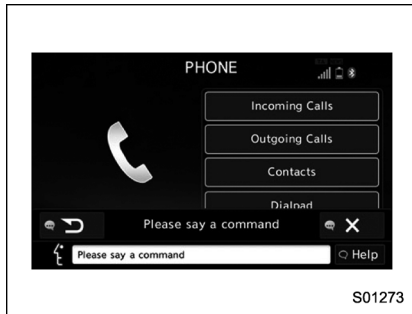 PHONE
Incoming Calls
Outgoing Calls
Contacts
Dialpad
Please say a command
Please say a command
Help
S01273